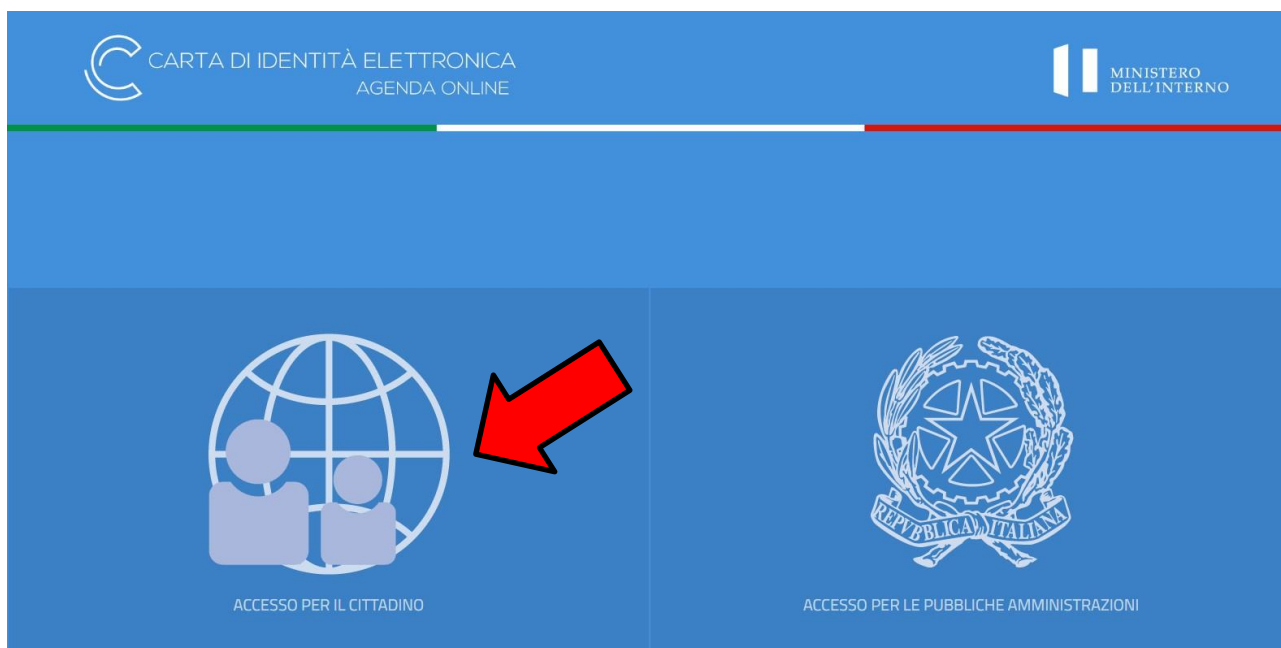 CARTA DI IDENTITÀ ELETTRONICA
AGENDA ONLINE
MINISTERO
DELL'INTERNO
REPVBBLICA ITALIANA
ACCESSO PER IL CITTADINO
ACCESSO PER LE PUBBLICHE AMMINISTRAZIONI